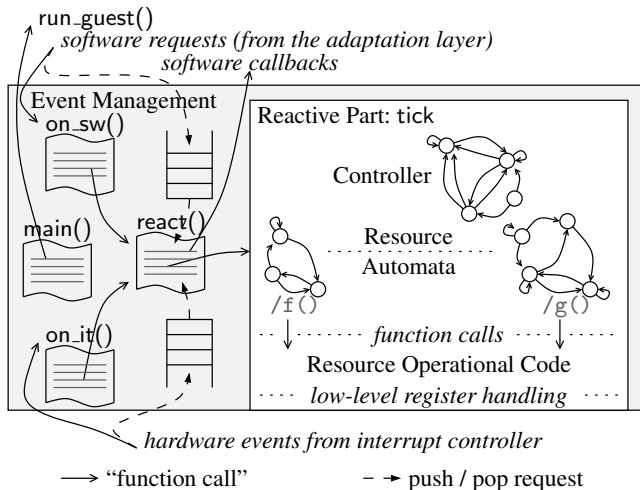 run_guest()
software requests (from the adaptation layer)
software callbacks
Event Management
Reactive Part: tick
on_sw()
Controller
main()
react()
Resource
Automata
/f()
/g()
on_it()
function calls
Resource Operational Code
low-level register handling
hardware events from interrupt controller
“function call”
push / pop request